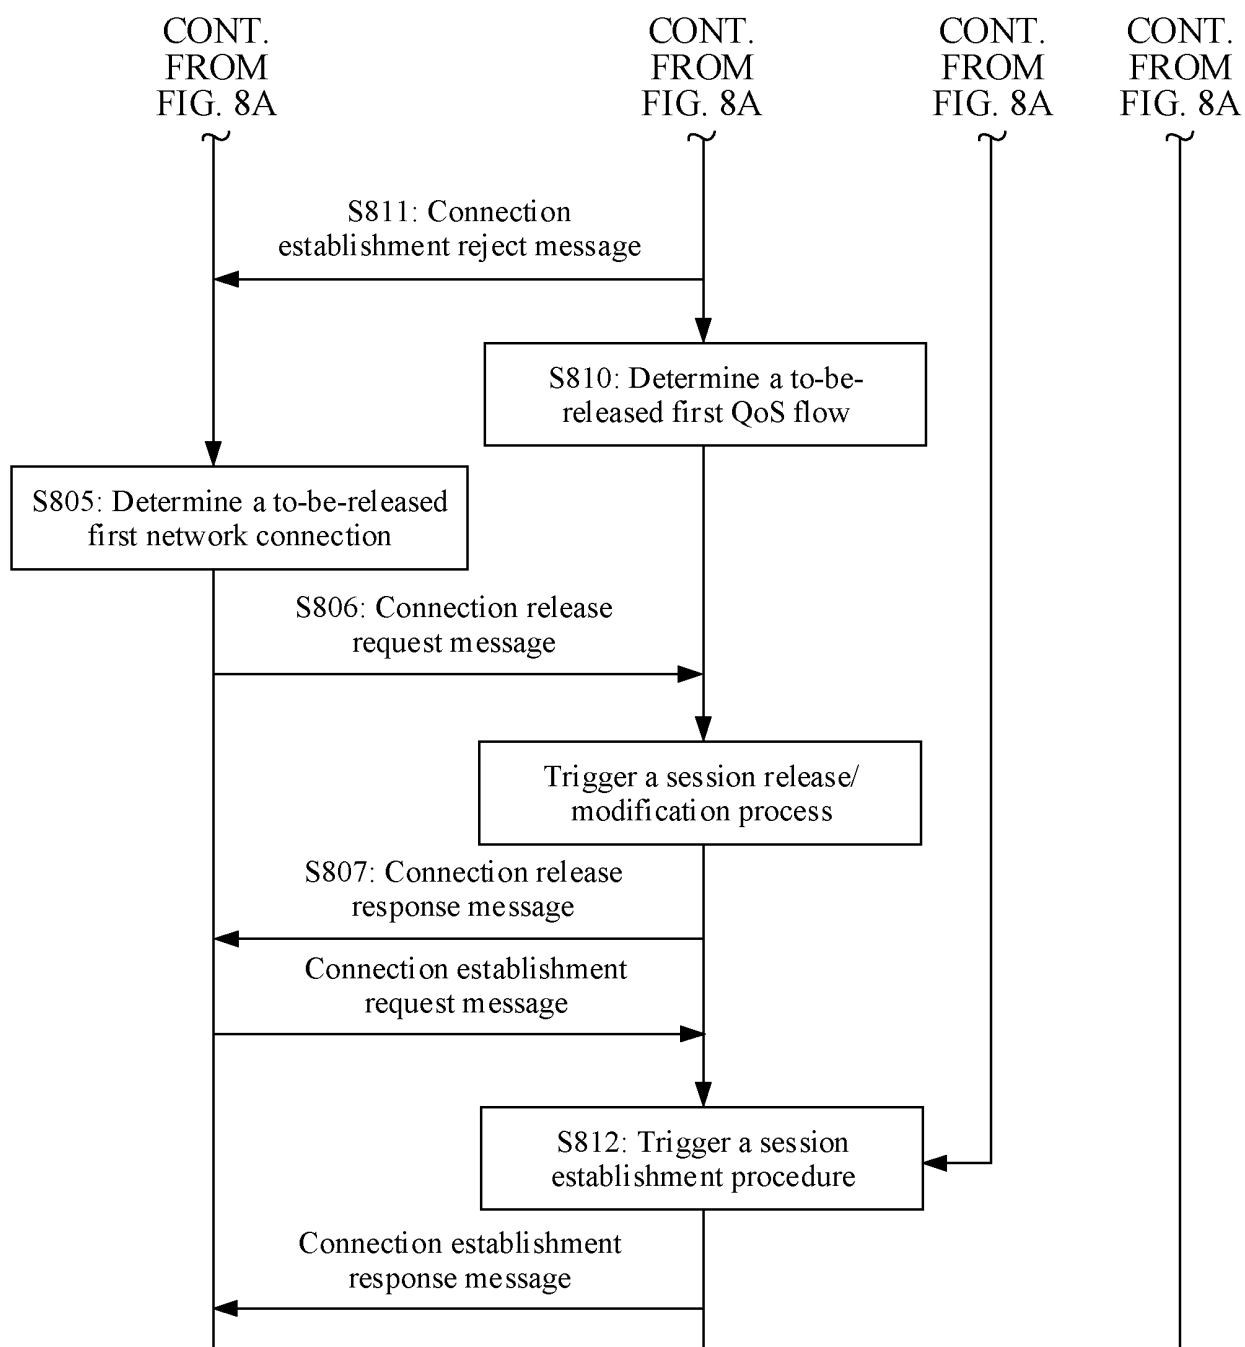 CONT.
FROM
FIG. 8A
CONT.
FROM
FIG. 8A
CONT.
FROM
FIG. 8A
CONT.
FROM
FIG. 8A
S811: Connection
establishment reject message
S810: Determine a to-be-
released first QoS flow
S805: Determine a to-be-released
first network connection
S806: Connection release
request message
Trigger a session release/
modification process
S807: Connection release
response message
Connection establishment
request message
S812: Trigger a session
establishment procedure
Connection establishment
response message